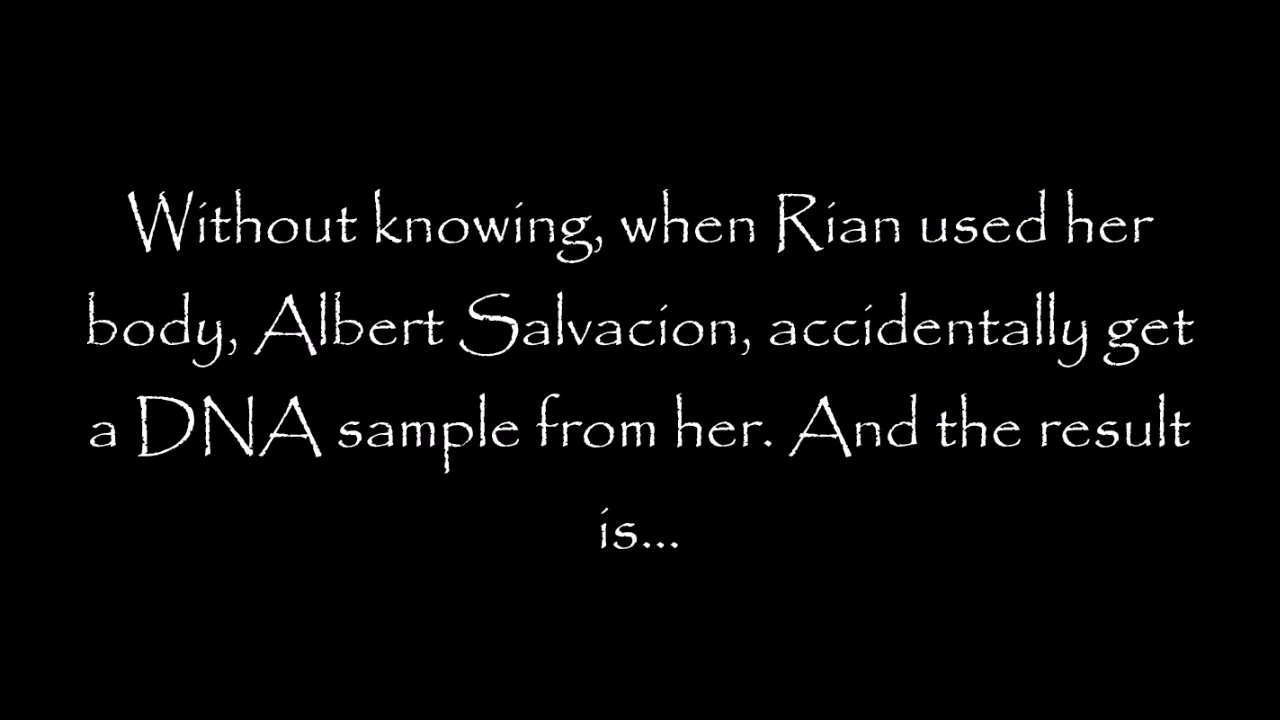 Without knowing, when Rian used her
body, Albert Salvacion, accidentally get
a DNA sample from her. And the result
is...